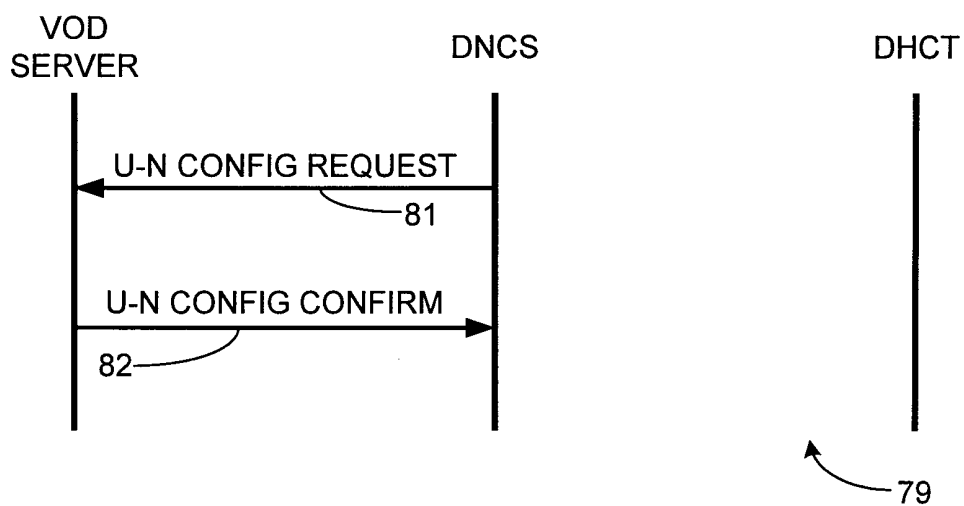 VOD
SERVER
DNCS
DHCT
U-N CONFIG REQUEST
81
U-N CONFIG CONFIRM
82
79